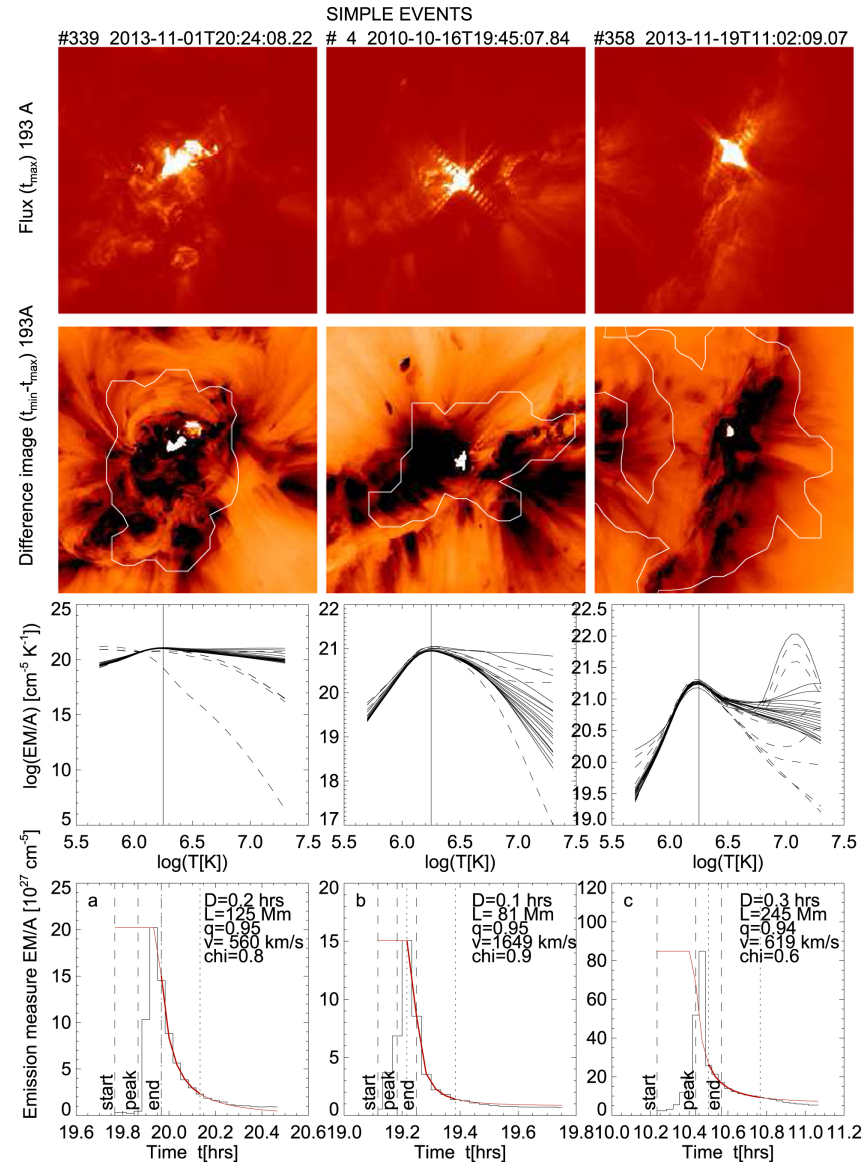 SIMPLE EVENTS
#339 2013-11-01T20:24:08.22
# 4 2010-10-16T19:45:07.84
#358 2013-11-19T11:02:09.07
Flux (tmax) 193 A
Difference image (tmin-tmax) 193A
log(EM/A) [cm-5 K-1]
25
20
15
10
5
5.5 6.0 6.5 7.0 7.5
log(T[K])
22
21
20
19
18
17
5.5 6.0 6.5 7.0 7.5
log(T[K])
22.5
22.0
21.5
21.0
20.5
20.0
19.5
19.0
5.5 6.0 6.5 7.0 7.5
log(T[K])
Emission measure EM/A [10^27 cm-5]
25
20
15
10
5
0
a
D=0.2 hrs
L=125 Mm
q=0.95
v= 560 km/s
chi=0.8
start
peak
end
19.6 19.8 20.0 20.2 20.4 20.6
Time t[hrs]
20
15
10
5
0
b
D=0.1 hrs
L= 81 Mm
q=0.95
v=1649 km/s
chi=0.9
start
peak
end
19.0 19.2 19.4 19.6 19.8
Time t[hrs]
120
100
80
60
40
20
0
c
D=0.3 hrs
L=245 Mm
q=0.94
v= 619 km/s
chi=0.6
start
peak
end
10.0 10.2 10.4 10.6 10.8 11.0 11.2
Time t[hrs]